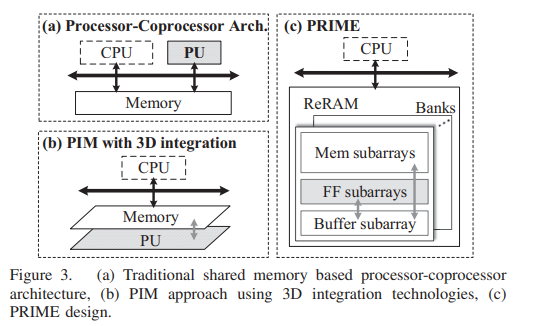 (a) Processor-Coprocessor Arch.
CPU
PU
Memory
(b) PIM with 3D integration
CPU
Memory
PU
(c) PRIME
CPU
ReRAM
Banks
Mem subarrays
FF subarrays
Buffer subarray
Figure 3. (a) Traditional shared memory based processor-coprocessor
architecture, (b) PIM approach using 3D integration technologies, (c)
PRIME design.